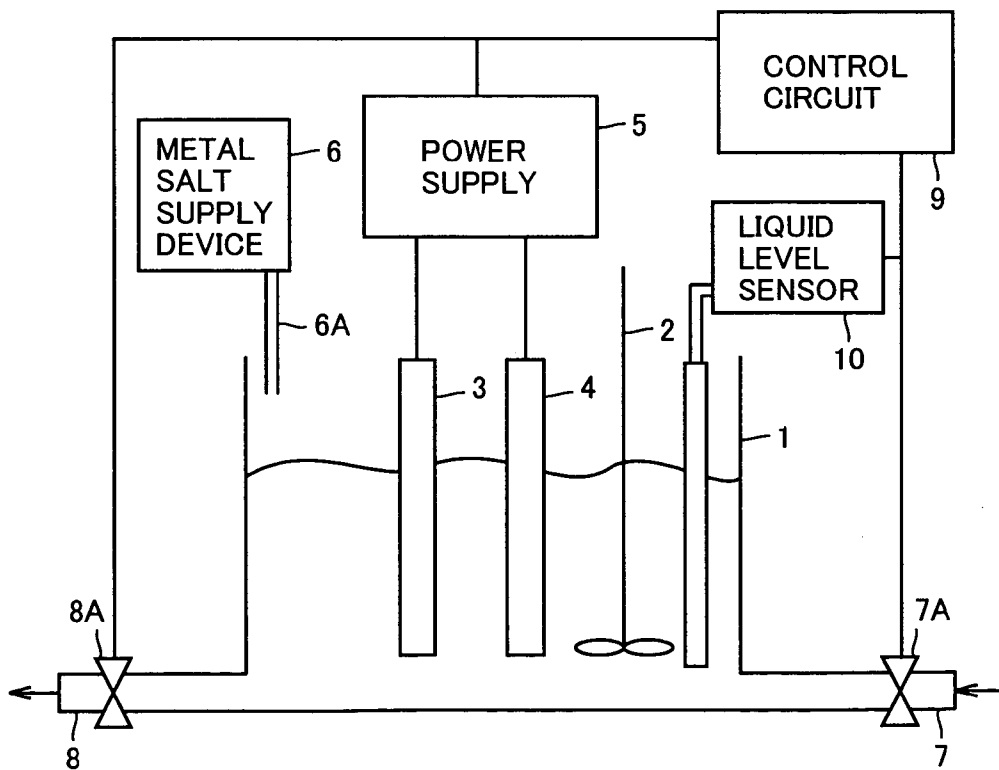 CONTROL
CIRCUIT
9
METAL
SALT
SUPPLY
DEVICE
6
POWER
SUPPLY
5
LIQUID
LEVEL
SENSOR
10
6A
2
3
4
1
8A
7A
8
7